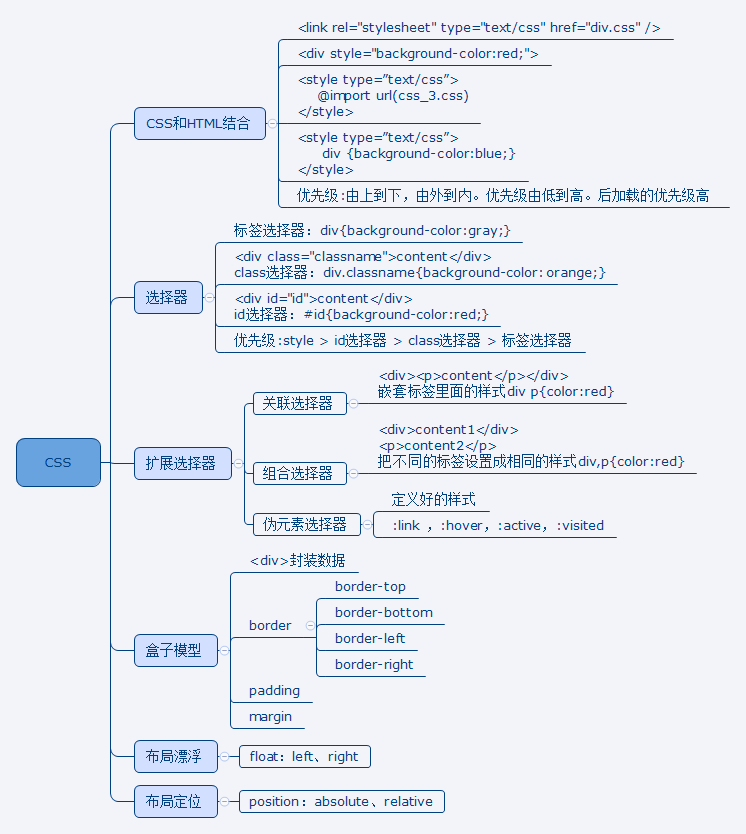 <link rel="stylesheet" type="text/css" href="div.css" />
<div style="background-color:red;">
<style type=”text/css”>
@import url(css_3.css)
</style>
CSS和HTML结合
<style type=”text/css”>
div {background-color:blue;}
</style>
优先级:由上到下，由外到内。优先级由低到高。后加载的优先级高
标签选择器：div{background-color:gray;}
<div class="classname">content</div>
class选择器：div.classname{background-color: orange;}
选择器
<div id="id">content</div>
id选择器：#id{background-color:red;}
优先级:style > id选择器 > class选择器 > 标签选择器
<div><p>content</p></div>
嵌套标签里面的样式div p{color:red}
关联选择器
<div>content1</div>
<p>content2</p>
把不同的标签设置成相同的样式div,p{color:red}
CSS
扩展选择器
组合选择器
定义好的样式
伪元素选择器
:link ，:hover，:active，:visited
<div>封装数据
border-top
border-bottom
border
border-left
盒子模型
border-right
padding
margin
布局漂浮
float：left、right
布局定位
position：absolute、relative